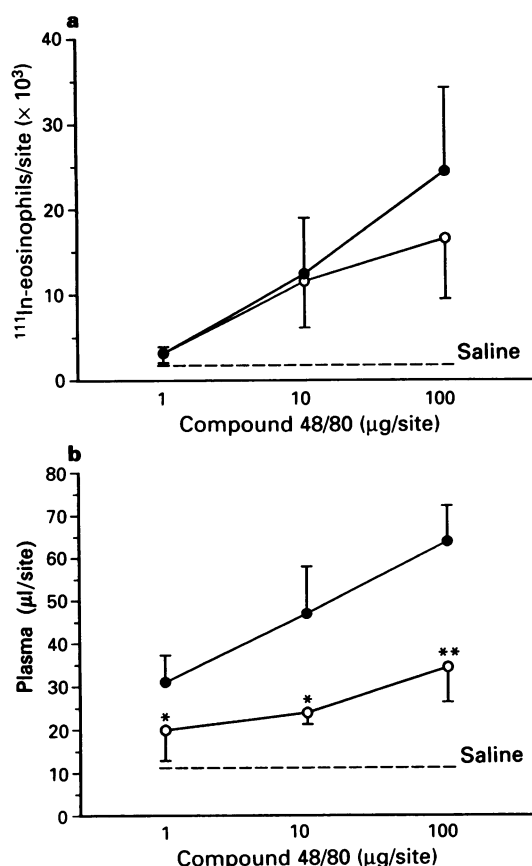 a
40
30
20
10
0
¹¹¹In-eosinophils/site (× 10³)
Saline
1 10 100
Compound 48/80 (μg/site)
b
80
70
60
50
40
30
20
10
0
Plasma (μl/site)
**
*
*
Saline
1 10 100
Compound 48/80 (μg/site)